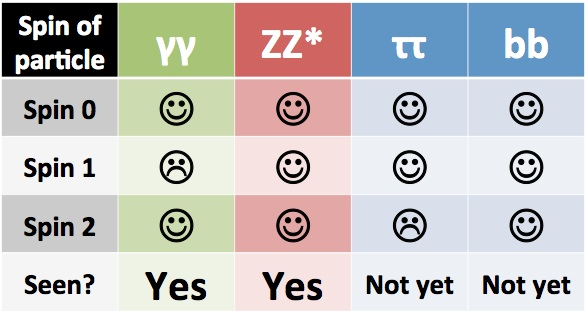 Spin of particle γγ ZZ* ττ bb
Spin 0 ☺ ☺ ☺ ☺
Spin 1 ☹ ☺ ☺ ☺
Spin 2 ☺ ☺ ☹ ☺
Seen? Yes Yes Not yet Not yet